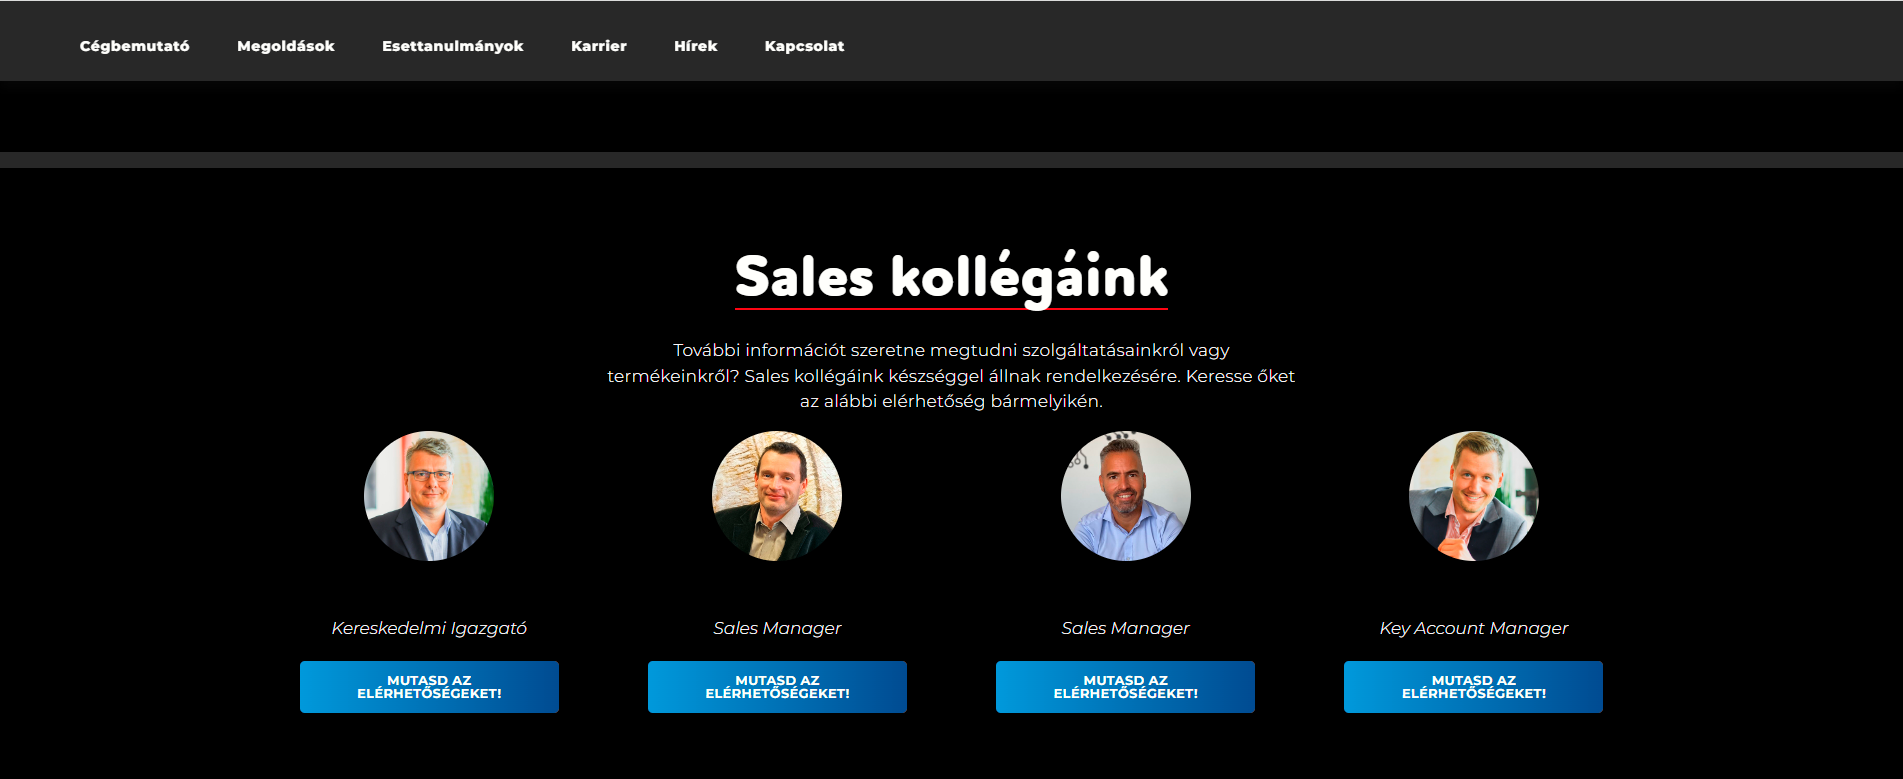 Cégbemutató Megoldások Esettanulmányok Karrier Hírek Kapcsolat
Sales kollégáink
További információt szeretne megtudni szolgáltatásainkról vagy
termékeinkről? Sales kollégáink készséggel állnak rendelkezésére. Keresse őket
az alábbi elérhetőség bármelyikén.
Kereskedelmi Igazgató
MUTASD AZ
ELÉRHETŐSÉGEKET!
Sales Manager
MUTASD AZ
ELÉRHETŐSÉGEKET!
Sales Manager
MUTASD AZ
ELÉRHETŐSÉGEKET!
Key Account Manager
MUTASD AZ
ELÉRHETŐSÉGEKET!